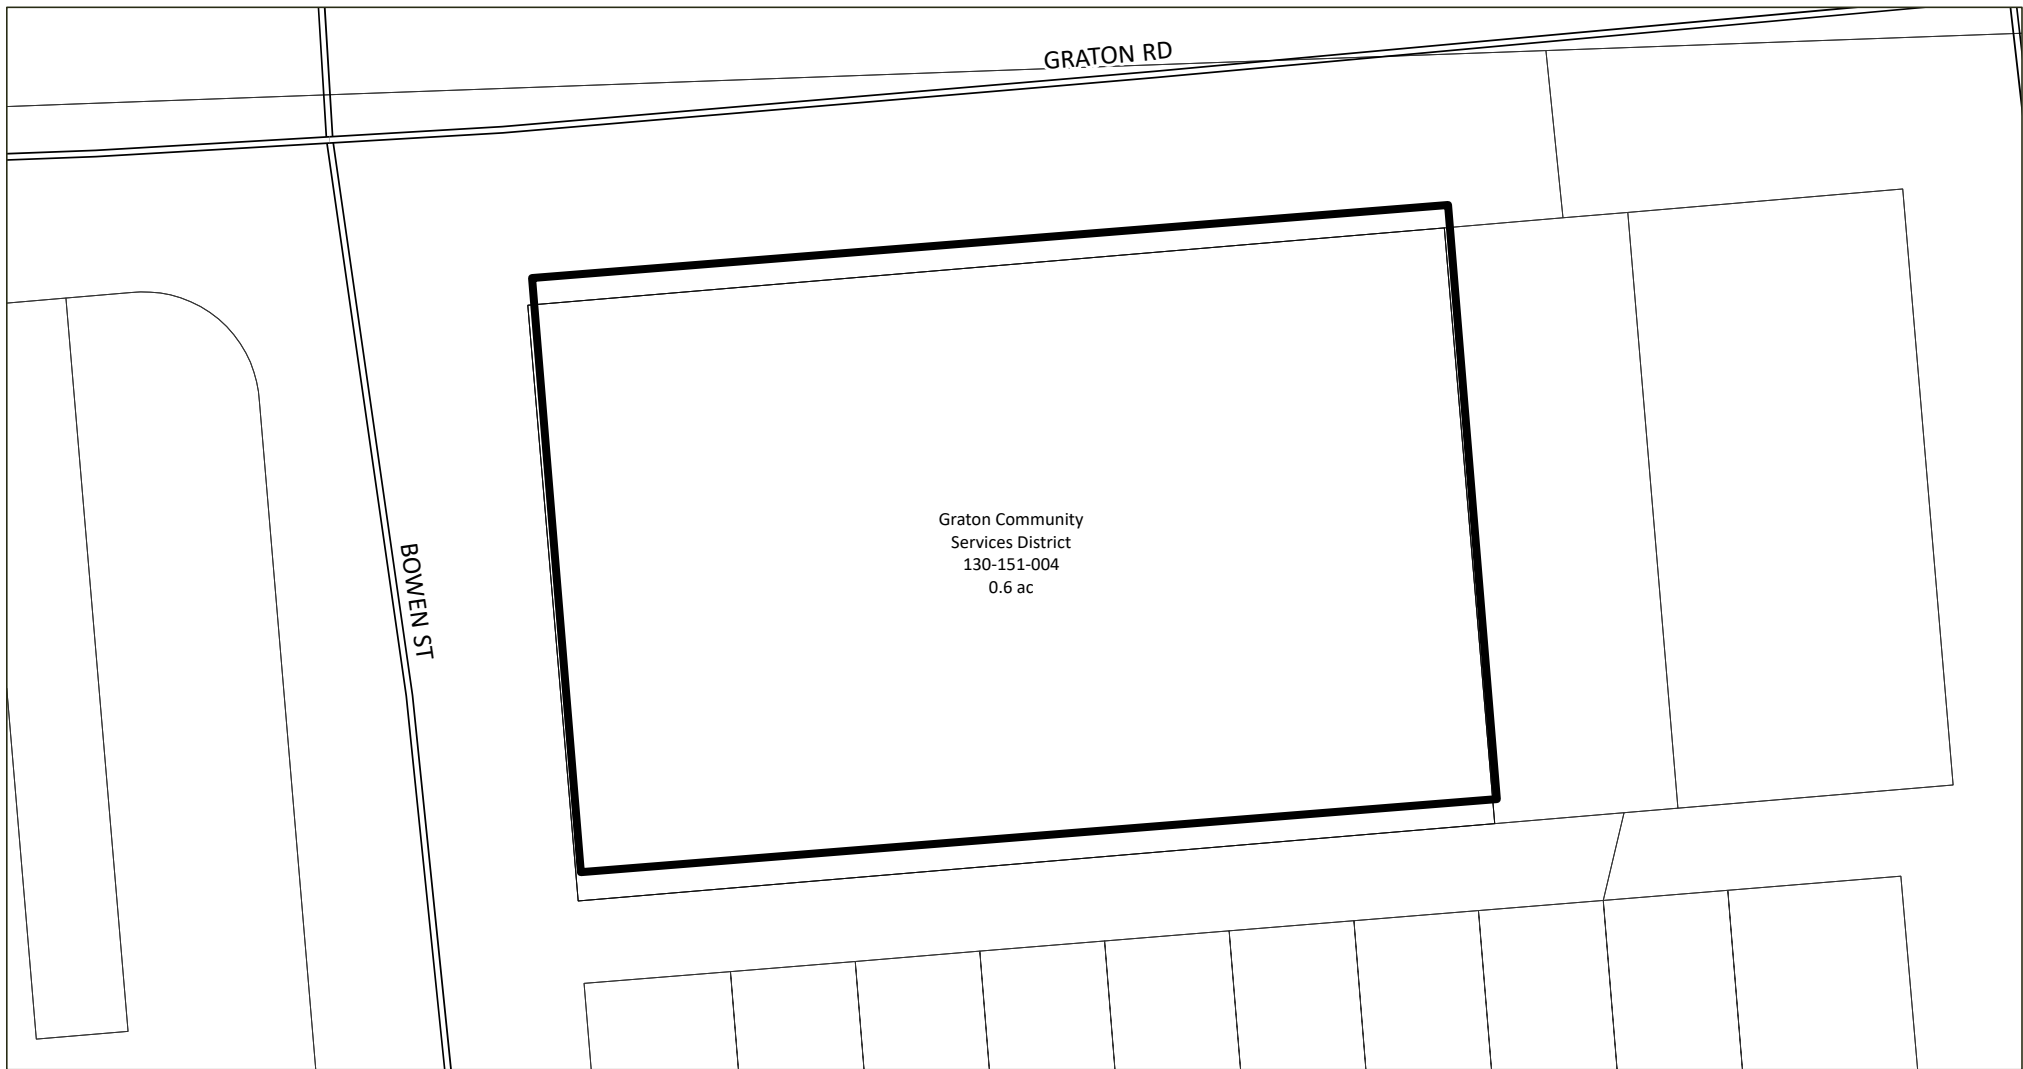 GRATON RD
BOWEN ST
Graton Community
Services District
130-151-004
0.6 ac